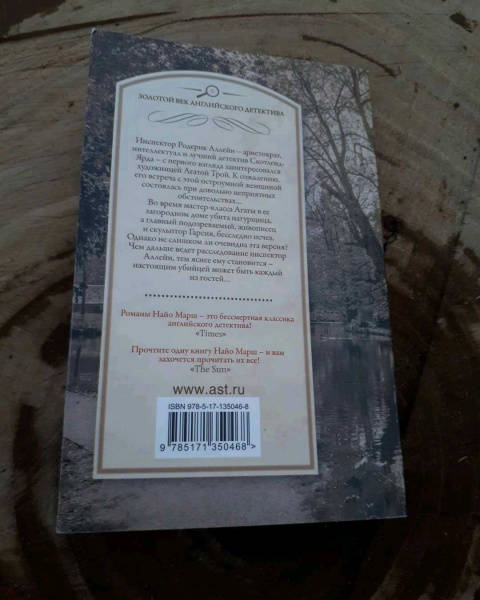 ЗОЛОТОЙ ВЕК АНГЛИЙСКОГО ДЕТЕКТИВА
Инспектор Родерик Аллейн – аристократ,
интеллектуал и лучший детектив Скотленд-
Ярда – с первого взгляда заинтересовался
художницей Агатой Трой. К сожалению,
его встреча с этой остроумной женщиной
состоялась при довольно неприятных
обстоятельствах...
Во время мастер-класса Агаты в ее
загородном доме убита натурщица,
а главный подозреваемый, живописец
и скульптор Гарсия, бесследно исчез.
Однако не слишком ли очевидна эта версия?
Чем дальше ведет расследование инспектор
Аллейн, тем яснее ему становится –
настоящим убийцей может быть каждый
из гостей...
Романы Найо Марш – это бессмертная классика
английского детектива!
«Times»
Прочтите одну книгу Найо Марш – и вам
захочется прочитать их все!
«The Sun»
www.ast.ru
ISBN 978-5-17-135046-8
9 785171 350468 >